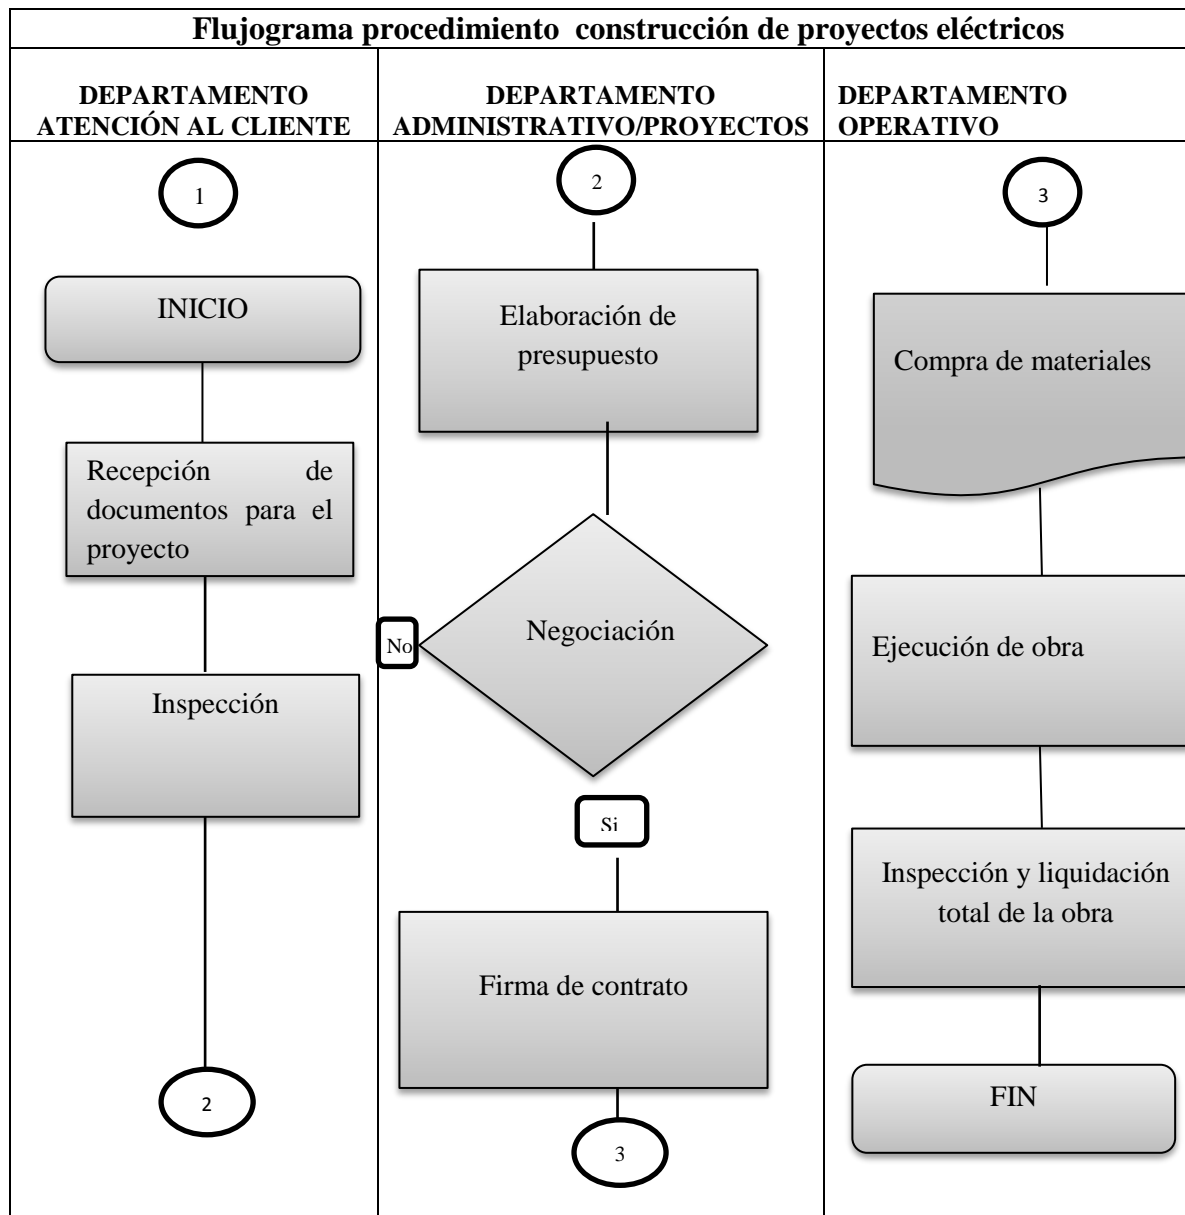 Flujograma procedimiento construcción de proyectos eléctricos
DEPARTAMENTO
ATENCIÓN AL CLIENTE
DEPARTAMENTO
ADMINISTRATIVO/PROYECTOS
DEPARTAMENTO
OPERATIVO
1
INICIO
Recepción de
documentos para el
proyecto
Inspección
2
2
Elaboración de
presupuesto
Negociación
No
Si
Firma de contrato
3
3
Compra de materiales
Ejecución de obra
Inspección y liquidación
total de la obra
FIN